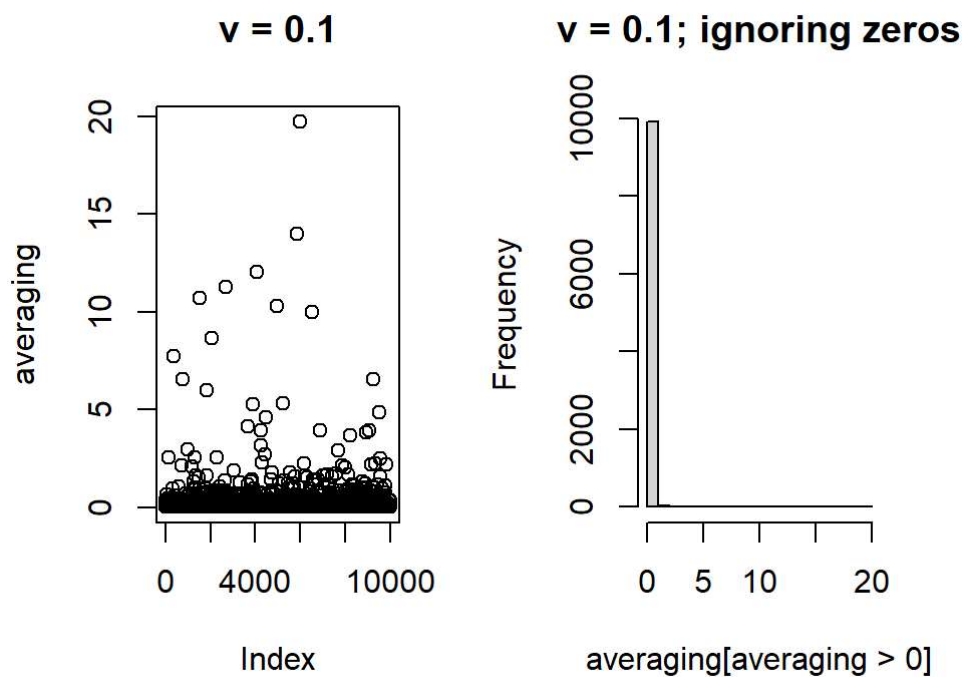 v = 0.1
averaging
20
15
10
5
0
0
4000
10000
Index
v = 0.1; ignoring zeros
Frequency
10000
6000
2000
0
0
5
10
20
averaging[averaging > 0]